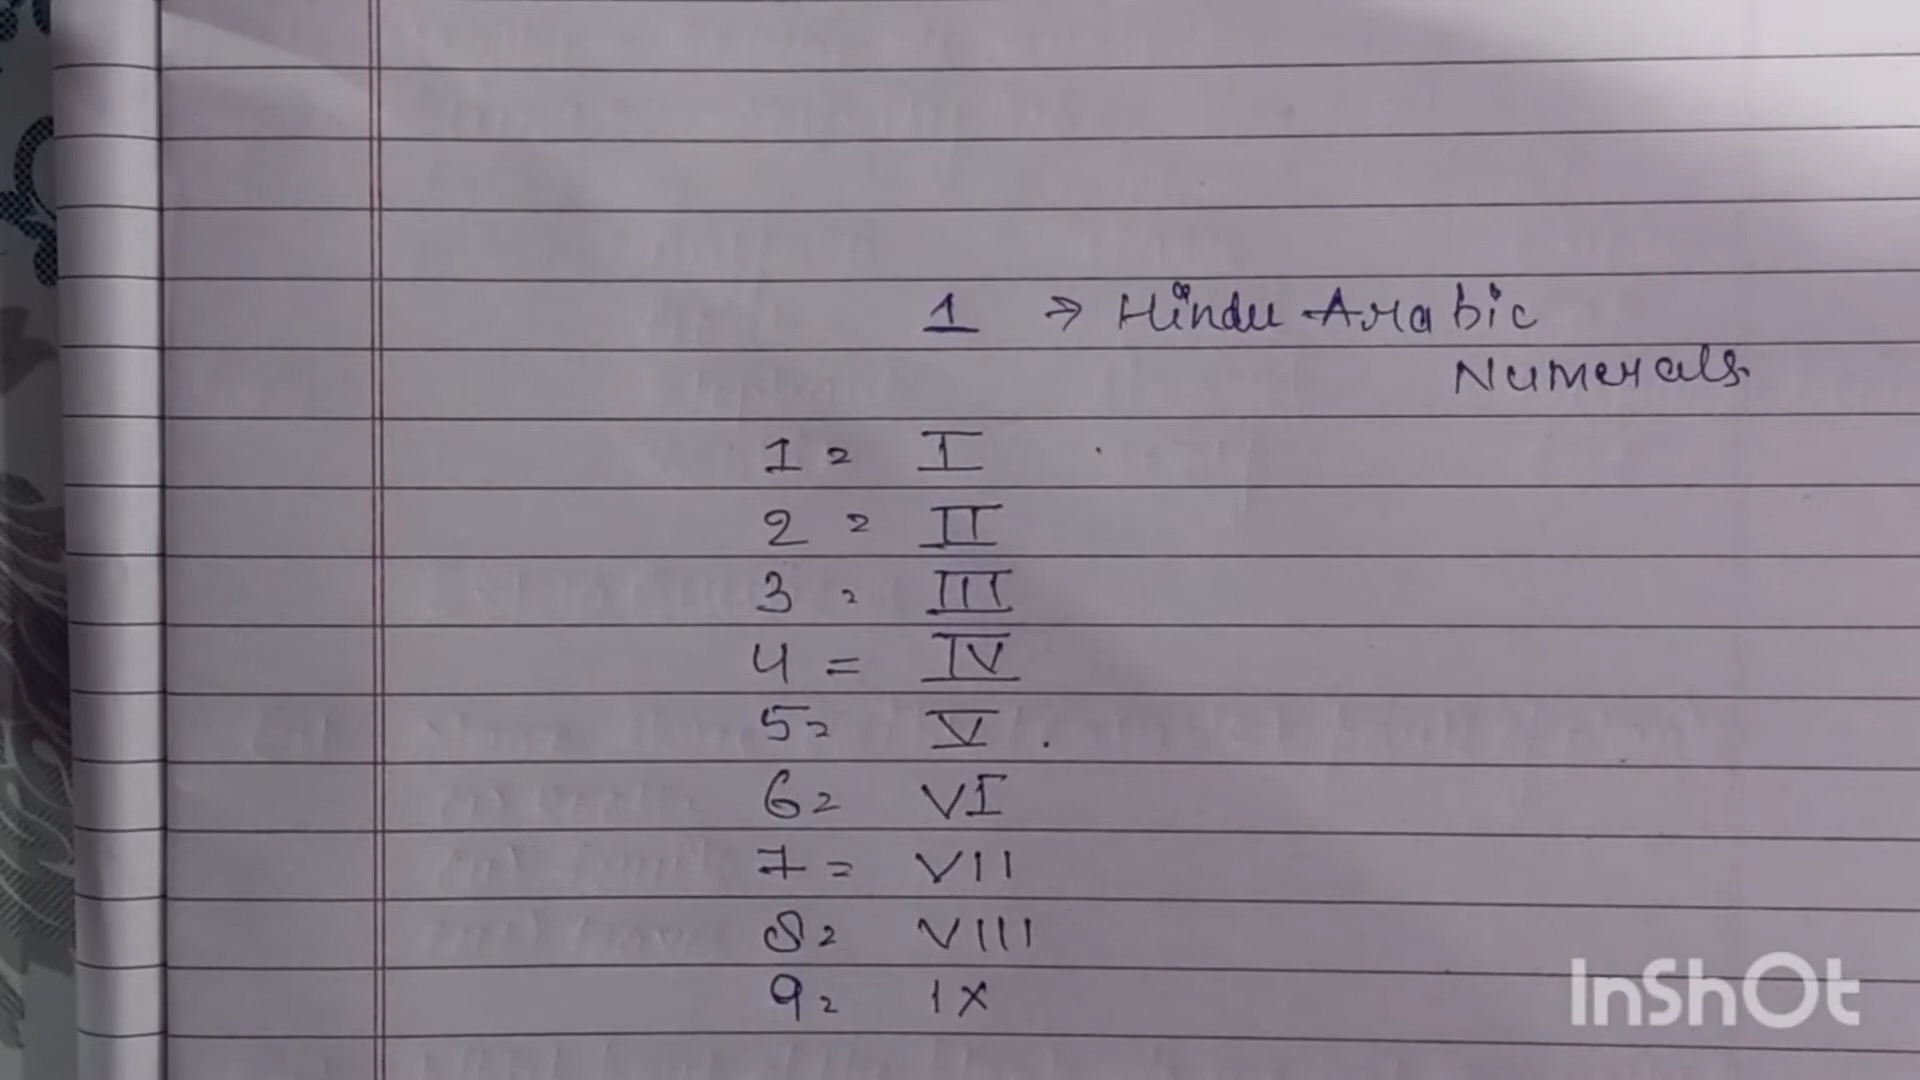 1 → Hindu Arabic
Numerals.
1 = I
2 = II
3 = III
4 = IV
5 = V
6 = VI
7 = VII
8 = VIII
9 = IX
InShOt